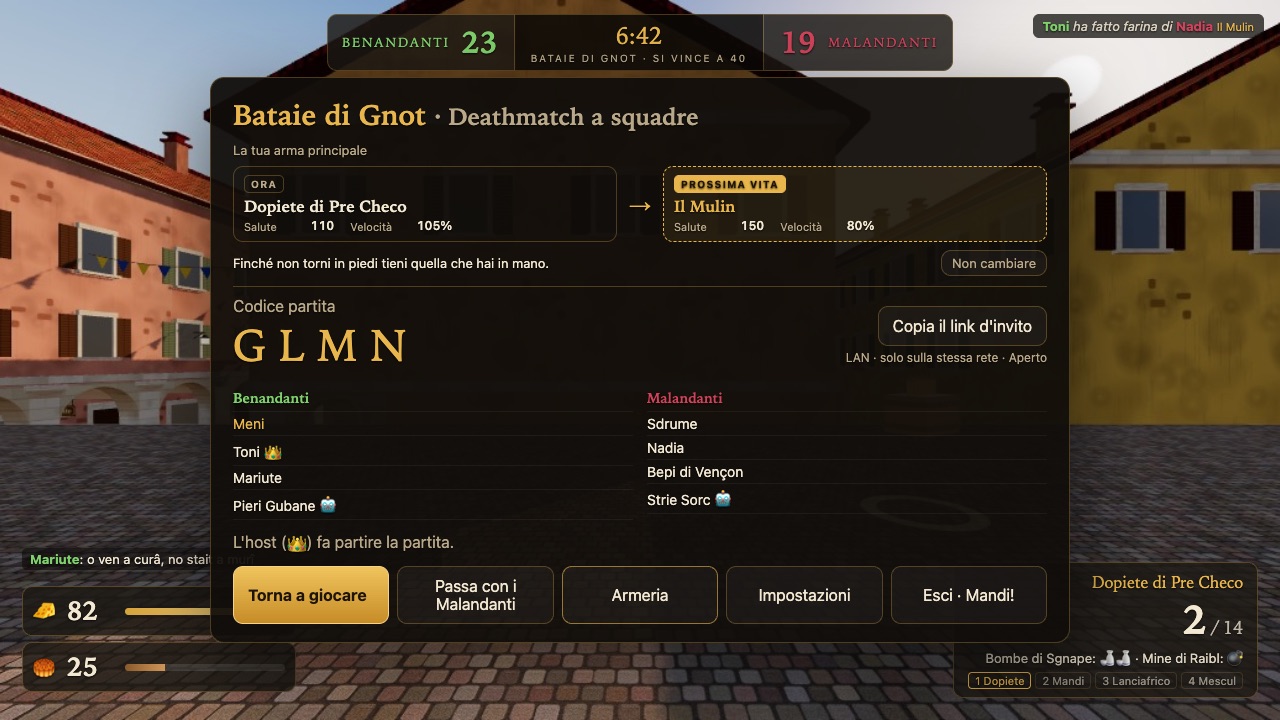 BENANDANTI 23
6:42
BATAIE DI GNOT · SI VINCE A 40
19 MALANDANTI
Toni ha fatto farina di Nadia Il Mulin
Bataie di Gnot · Deathmatch a squadre
La tua arma principale
ORA
Dopiete di Pre Checo
Salute 110 Velocità 105%
→
PROSSIMA VITA
Il Mulin
Salute 150 Velocità 80%
Finché non torni in piedi tieni quella che hai in mano.
Non cambiare
Codice partita
GLMN
Copia il link d'invito
LAN · solo sulla stessa rete · Aperto
Benandanti
Meni
Toni 👑
Mariute
Pieri Gubane 🤖
Malandanti
Sdrume
Nadia
Bepi di Vençon
Strie Sorc 🤖
L'host (👑) fa partire la partita.
Torna a giocare
Passa con i
Malandanti
Armeria
Impostazioni
Esci · Mandi!
Mariute: o ven a curâ, no stait a murî
82
25
Dopiete di Pre Checo
2 / 14
Bombe di Sgnape: · Mine di Raibl:
1 Dopiete 2 Mandi 3 Lanciafrico 4 Mescul